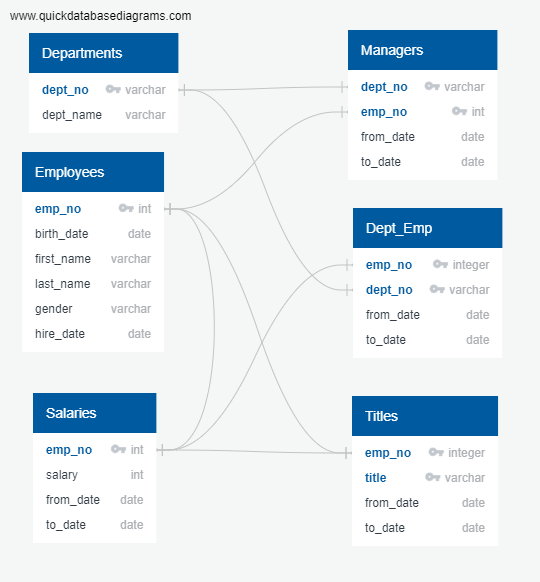 www.quickdatabasediagrams.com
Departments
dept_no varchar
dept_name varchar
Employees
emp_no int
birth_date date
first_name varchar
last_name varchar
gender varchar
hire_date date
Salaries
emp_no int
salary int
from_date date
to_date date
Managers
dept_no varchar
emp_no int
from_date date
to_date date
Dept_Emp
emp_no integer
dept_no varchar
from_date date
to_date date
Titles
emp_no integer
title varchar
from_date date
to_date date